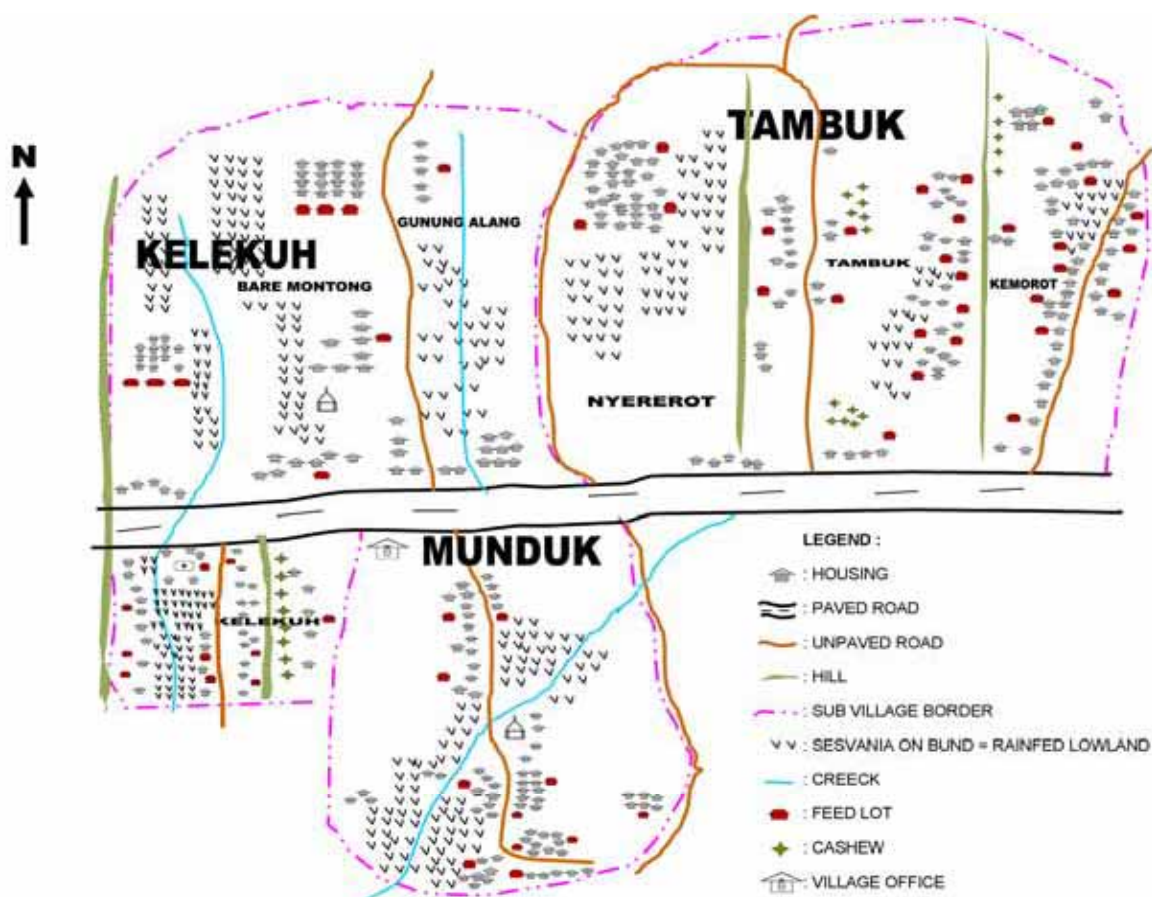 N
TAMBUK
GUNUNG ALANG
KELEKUH
BARE MONTONG
TAMBUK
KEMOROT
NYEREROT
MUNDUK
KELEKUH
LEGEND :
: HOUSING
: PAVED ROAD
: UNPAVED ROAD
: HILL
: SUB VILLAGE BORDER
: SESVANIA ON BUND = RAINFED LOWLAND
: CREECK
: FEED LOT
: CASHEW
: VILLAGE OFFICE